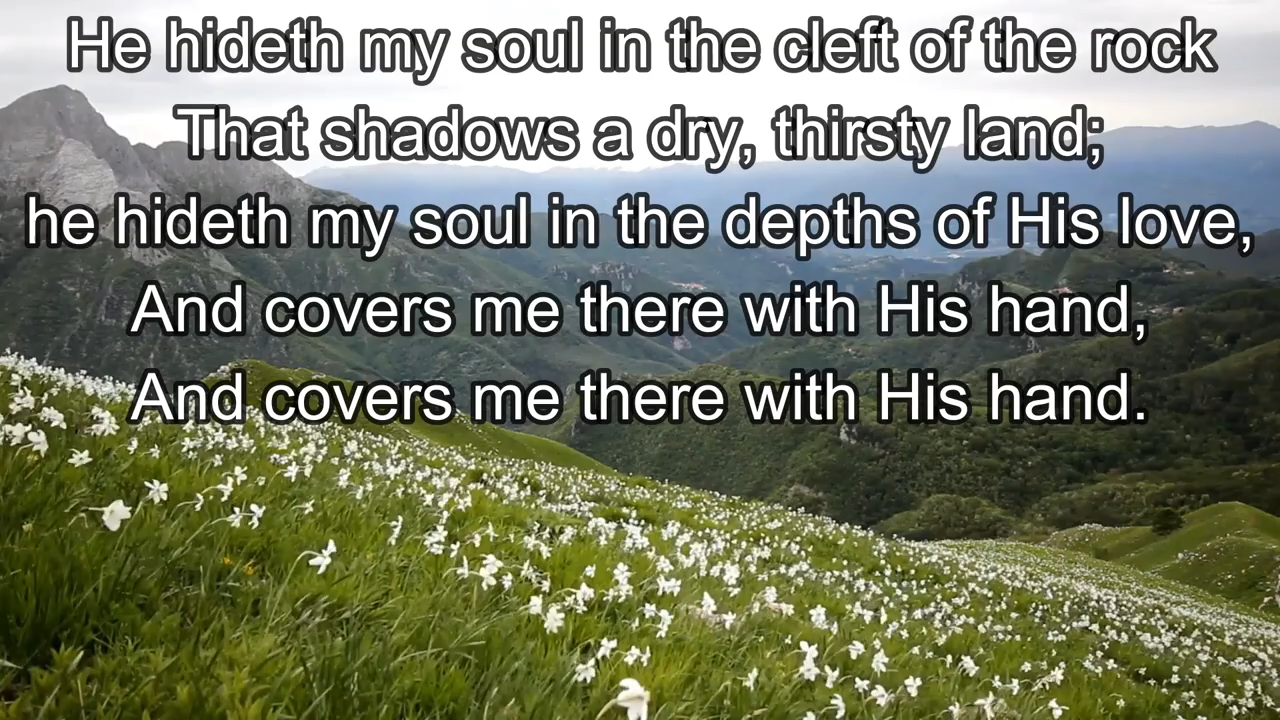 He hideth my soul in the cleft of the rock
That shadows a dry, thirsty land;
he hideth my soul in the depths of His love,
And covers me there with His hand,
And covers me there with His hand.